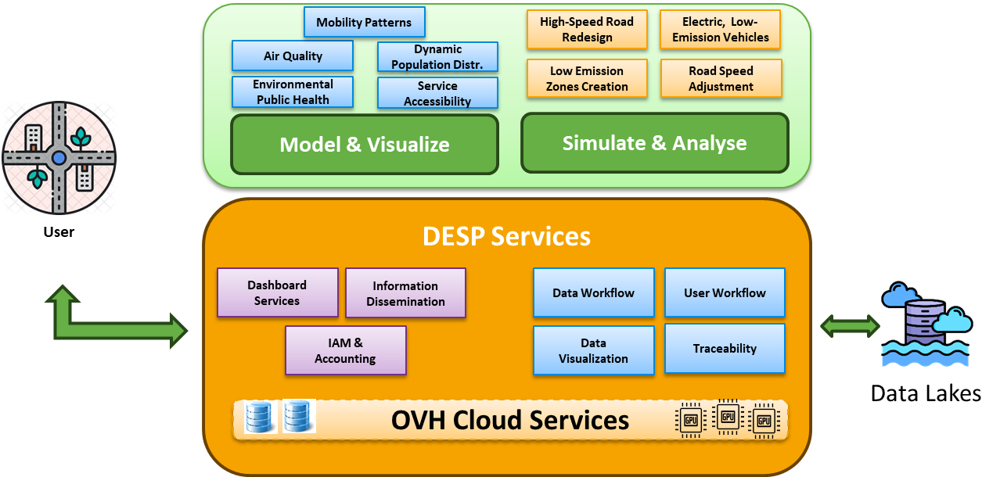 Mobility Patterns
Air Quality
Dynamic
Population Distr.
Environmental
Public Health
Service
Accessibility
Model & Visualize
High-Speed Road
Redesign
Electric, Low-
Emission Vehicles
Low Emission
Zones Creation
Road Speed
Adjustment
Simulate & Analyse
User
DESP Services
Dashboard
Services
Information
Dissemination
IAM &
Accounting
Data Workflow
User Workflow
Data
Visualization
Traceability
OVH Cloud Services
GPU
GPU
GPU
Data Lakes